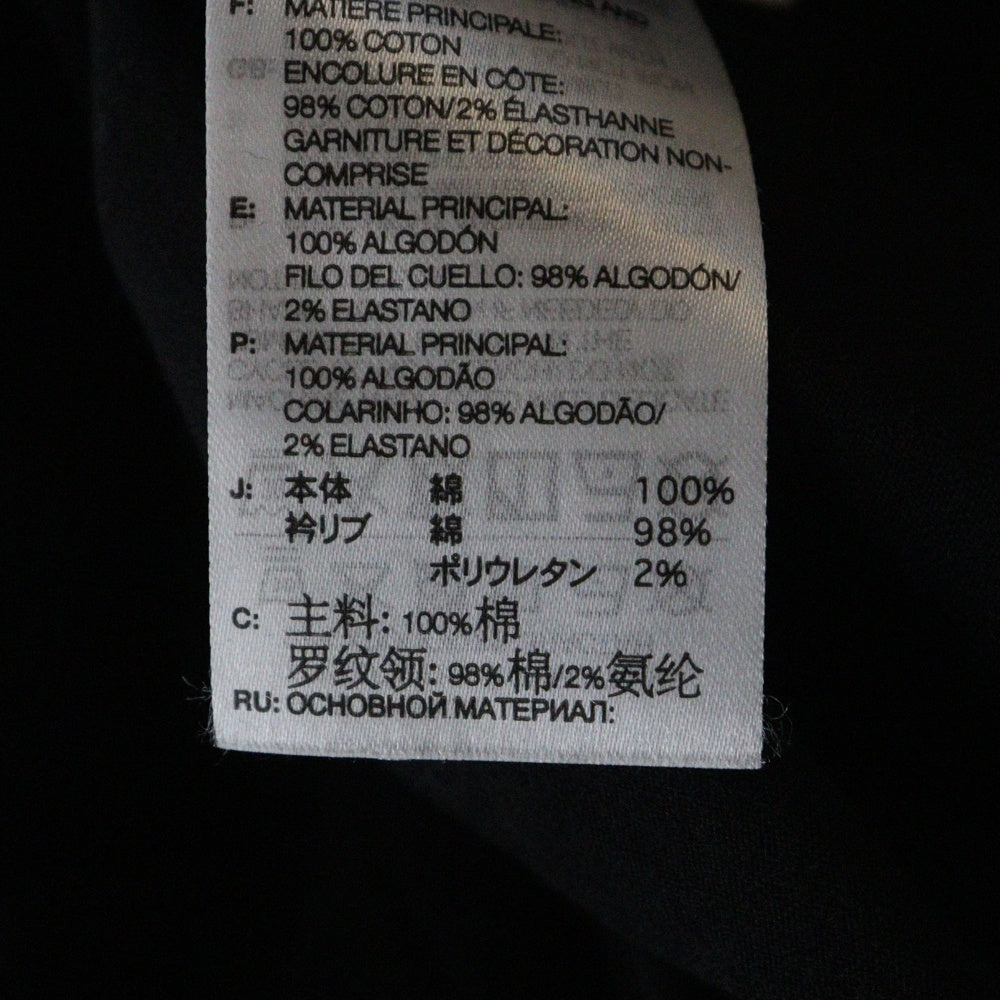 F: MATIÈRE PRINCIPALE:
100% COTON
ENCOLURE EN CÔTE:
98% COTON/2% ÉLASTHANNE
GARNITURE ET DÉCORATION NON-
COMPRISE
E: MATERIAL PRINCIPAL:
100% ALGODÓN
FILO DEL CUELLO: 98% ALGODÓN/
2% ELASTANO
P: MATERIAL PRINCIPAL:
100% ALGODÃO
COLARINHO: 98% ALGODÃO/
2% ELASTANO
J: 本体 綿 100%
衿リブ 綿 98%
ポリウレタン 2%
C: 主料: 100%棉
罗纹领: 98%棉/2%氨纶
RU: ОСНОВНОЙ МАТЕРИАЛ: